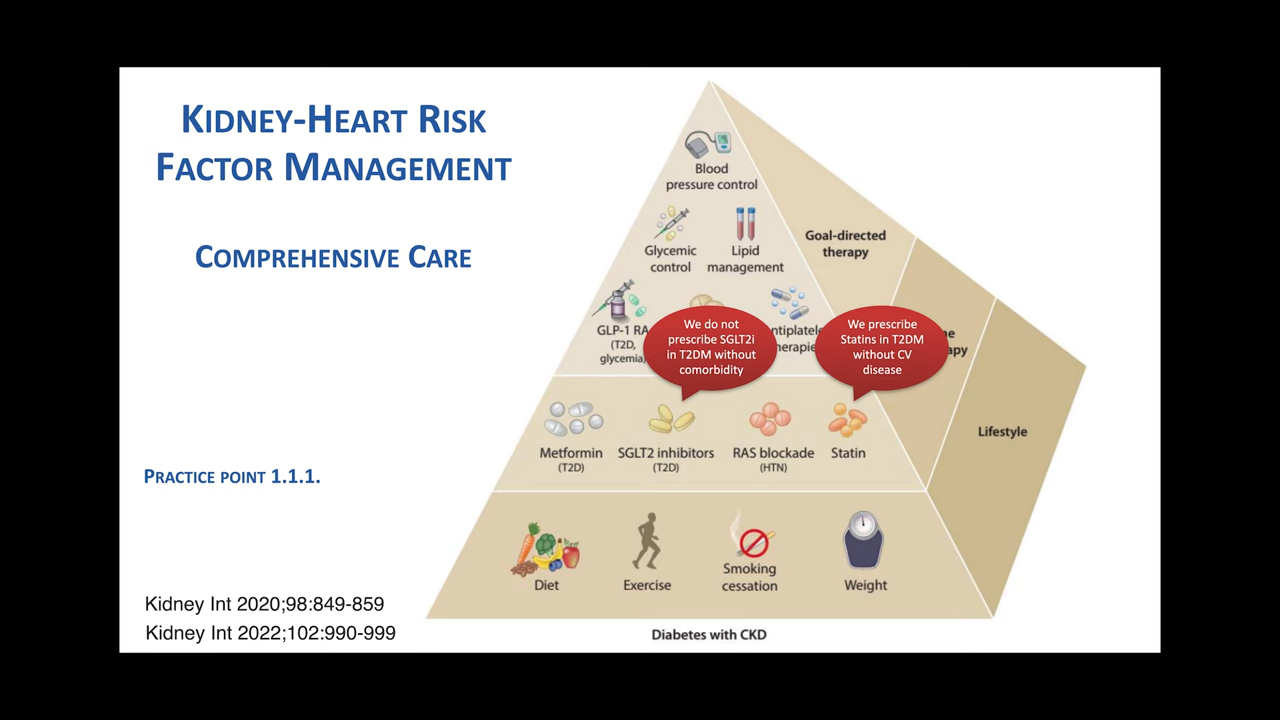 KIDNEY-HEART RISK
FACTOR MANAGEMENT
COMPREHENSIVE CARE
PRACTICE POINT 1.1.1.
Kidney Int 2020;98:849-859
Kidney Int 2022;102:990-999
Blood
pressure control
Glycemic
control
Lipid
management
Goal-directed
therapy
GLP-1 RA
(T2D,
glycemia)
We do not
prescribe SGLT2i
in T2DM without
comorbidity
We prescribe
Statins in T2DM
without CV
disease
Metformin
(T2D)
SGLT2 inhibitors
(T2D)
RAS blockade
(HTN)
Statin
Lifestyle
Diet
Exercise
Smoking
cessation
Weight
Diabetes with CKD